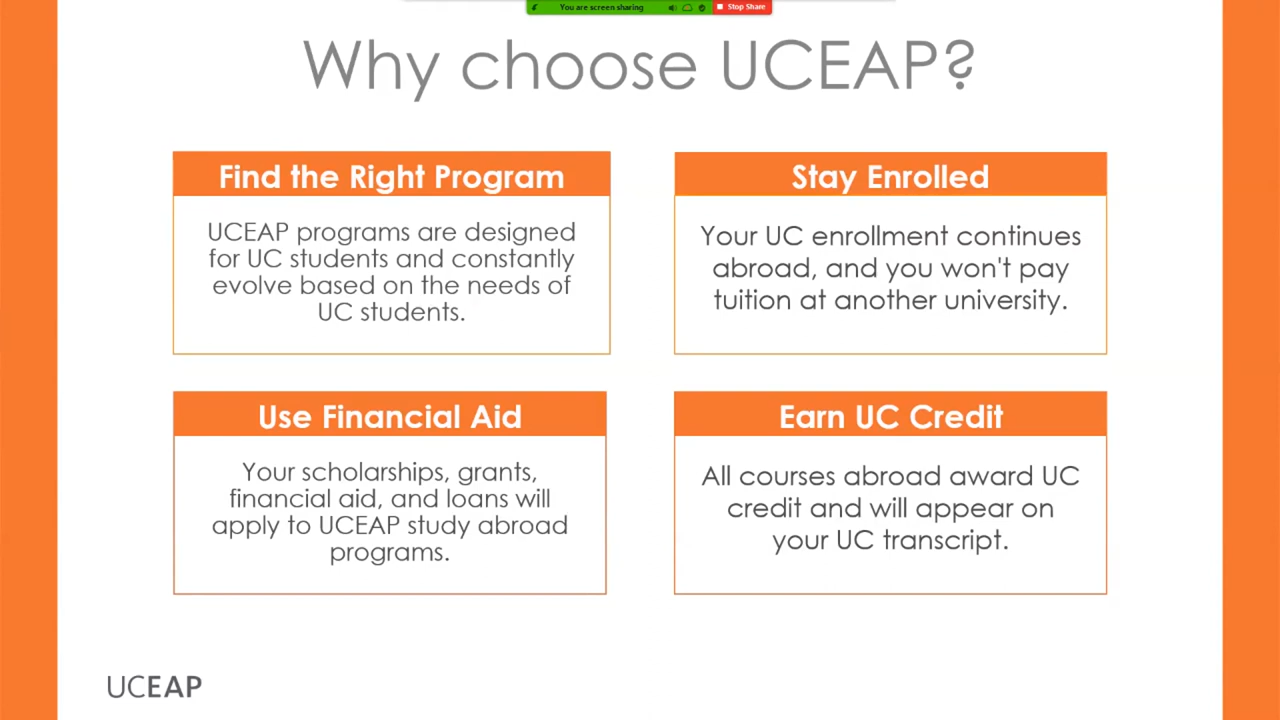 You are screen sharing
Stop Share
Why choose UCEAP?
Find the Right Program
UCEAP programs are designed
for UC students and constantly
evolve based on the needs of
UC students.
Stay Enrolled
Your UC enrollment continues
abroad, and you won't pay
tuition at another university.
Use Financial Aid
Your scholarships, grants,
financial aid, and loans will
apply to UCEAP study abroad
programs.
Earn UC Credit
All courses abroad award UC
credit and will appear on
your UC transcript.
UCEAP